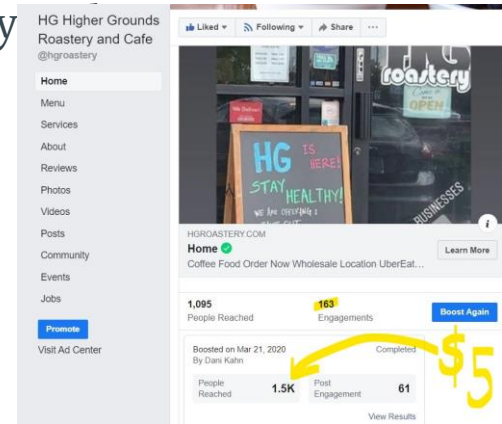 y
HG Higher Grounds
Roastery and Cafe
@hgroastery
Home
Menu
Services
About
Reviews
Photos
Videos
Posts
Community
Events
Jobs
Promote
Visit Ad Center
Liked
Following
Share
...
roastery
OPEN
HG IS
HERE!
STAY
HEALTHY!
WE ARE OFFERING
BUSINESSES
HGROASTERY.COM
Home
Coffee Food Order Now Wholesale Location UberEat...
Learn More
1,095
People Reached
163
Engagements
Boost Again
Boosted on Mar 21, 2020
By Dani Kahn
Completed
People
Reached
1.5K
Post
Engagement
61
View Results
$5